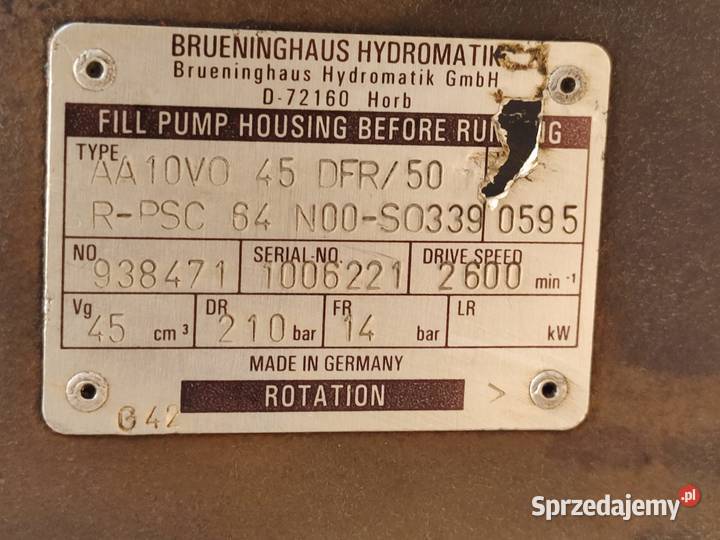 BRUENINGHAUS HYDROMATIK
Brueninghaus Hydromatik GmbH
D-72160 Horb
FILL PUMP HOUSING BEFORE RUNNING
TYPE
AA10VO 45 DFR/50
R-PSC 64 N00-SO339 0595
NO. SERIAL-NO. DRIVE SPEED
938471 1006221 2600 min -1
Vg DR FR LR
45 cm³ 210 bar 14 bar kW
MADE IN GERMANY
ROTATION >
G42
Sprzedajemy.pl